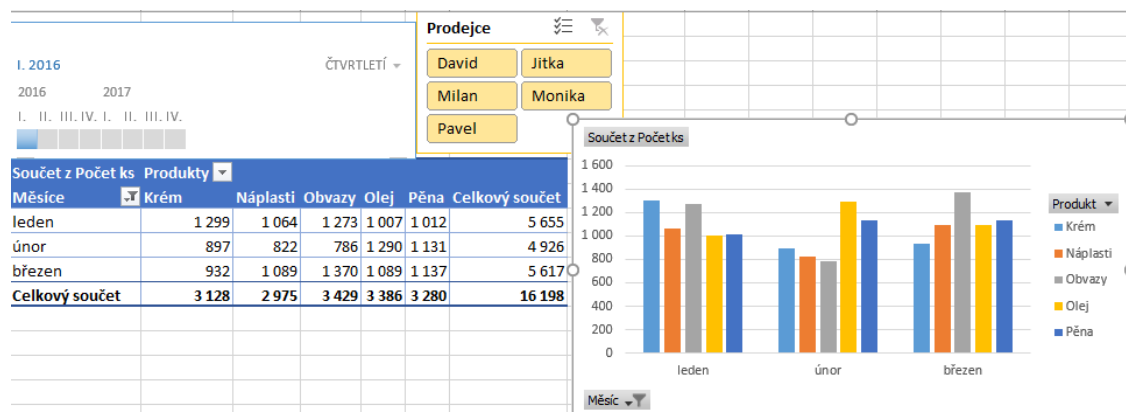 I. 2016
ČTVRTLETÍ
2016 2017
I. II. III. IV. I. II. III. IV.
Prodejce
David Jitka
Milan Monika
Pavel
Součet z Počet ks Produkty
Měsíce Krém Náplasti Obvazy Olej Pěna Celkový součet
leden 1 299 1 064 1 273 1 007 1 012 5 655
únor 897 822 786 1 290 1 131 4 926
březen 932 1 089 1 370 1 089 1 137 5 617
Celkový součet 3 128 2 975 3 429 3 386 3 280 16 198
Součet z Počet ks
1 600
1 400
1 200
1 000
800
600
400
200
0
leden únor březen
Produkt
Krém
Náplasti
Obvazy
Olej
Pěna
Měsíc